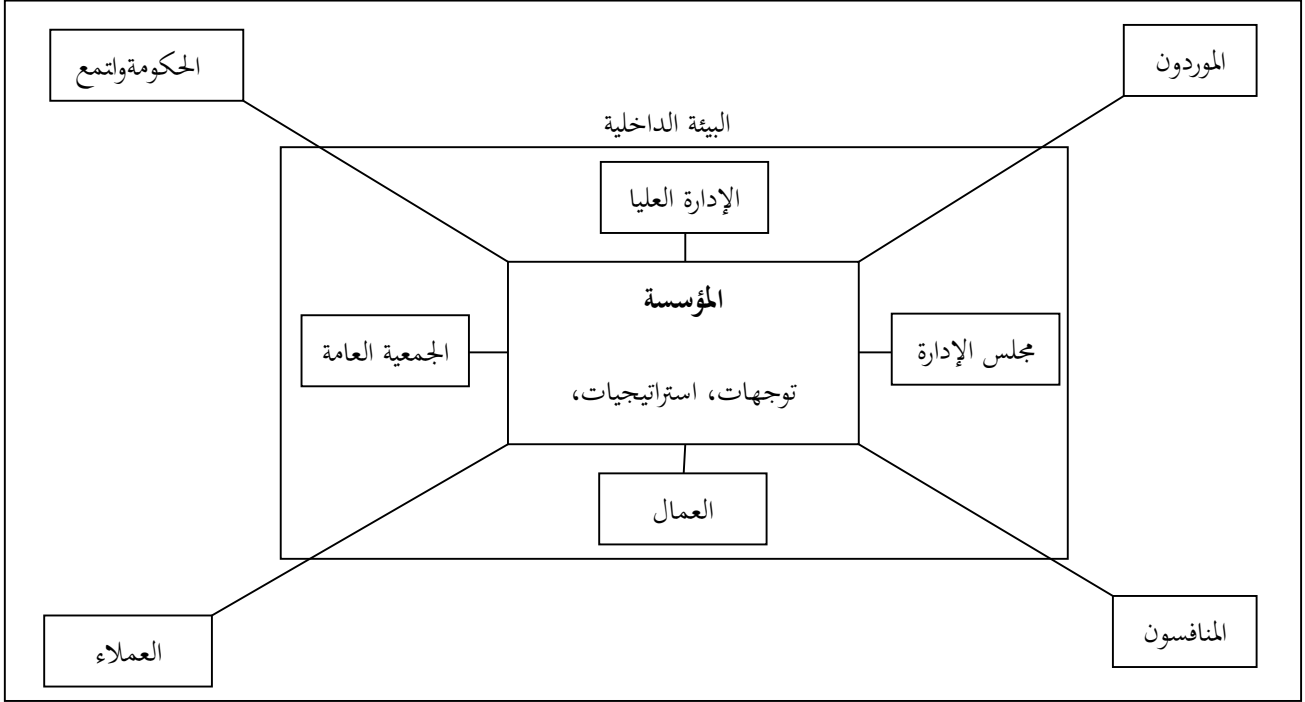 الموردون
الحكومةواتمع
البيئة الداخلية
الإدارة العليا
المؤسسة
مجلس الإدارة
الجمعية العامة
توجهات، استراتيجيات،
العمال
المنافسون
العملاء